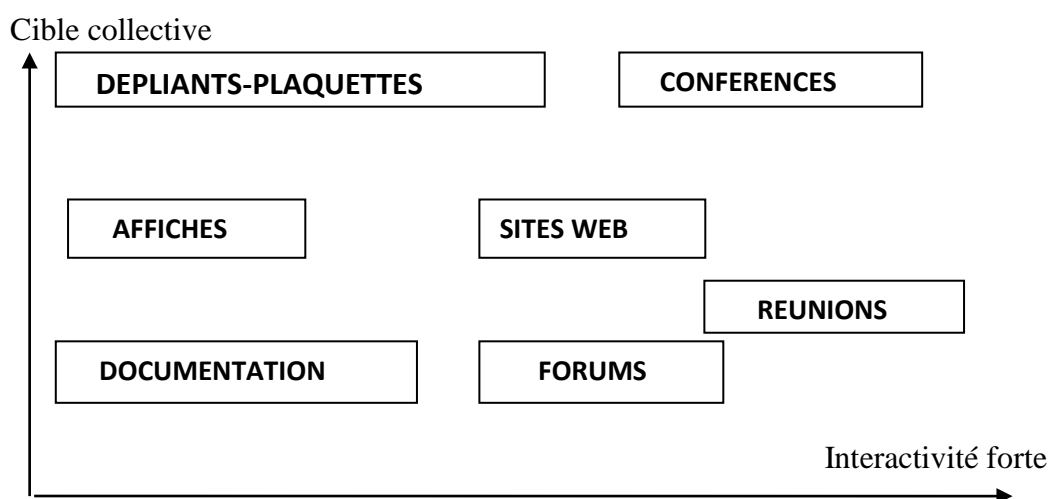 Cible collective
DEPLIANTS-PLAQUETTES
CONFERENCES
AFFICHES
SITES WEB
REUNIONS
DOCUMENTATION
FORUMS
Interactivité forte